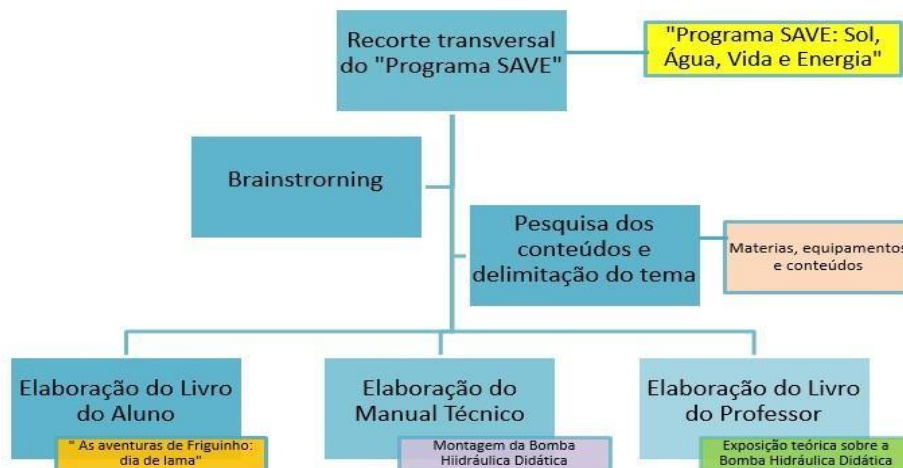 Recorte transversal
do "Programa SAVE"
"Programa SAVE: Sol,
Água, Vida e Energia"
Brainstrorning
Pesquisa dos
conteúdos e
delimitação do tema
Materias, equipamentos
e conteúdos
Elaboração do Livro
do Aluno
" As aventuras de Friguinho:
dia de lama"
Elaboração do
Manual Técnico
Montagem da Bomba
Hiidráulica Didática
Elaboração do Livro
do Professor
Exposição teórica sobre a
Bomba Hidráulica Didática